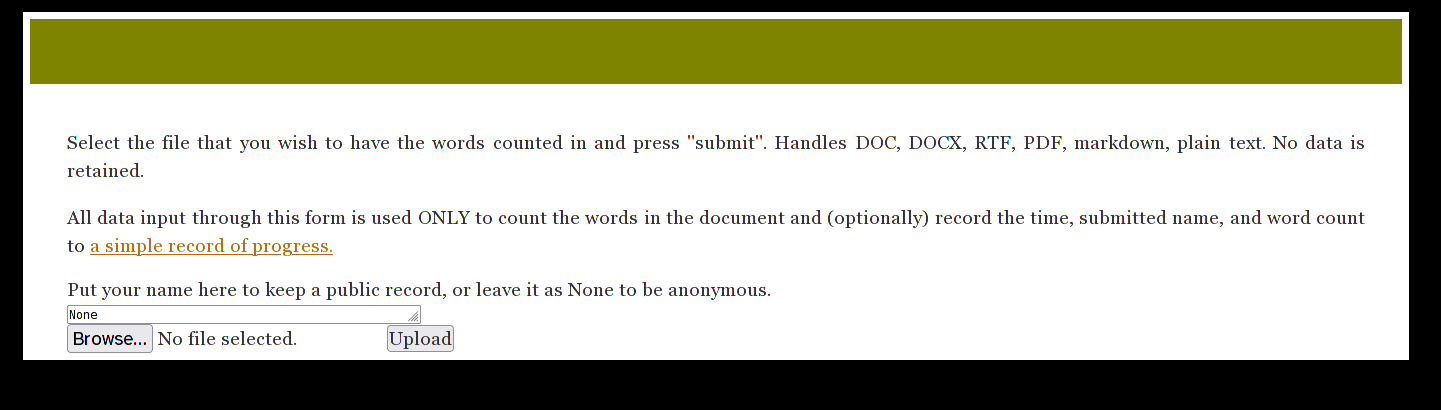 Select the file that you wish to have the words counted in and press "submit". Handles DOC, DOCX, RTF, PDF, markdown, plain text. No data is
retained.
All data input through this form is used ONLY to count the words in the document and (optionally) record the time, submitted name, and word count
to a simple record of progress.
Put your name here to keep a public record, or leave it as None to be anonymous.
None
Browse... No file selected. Upload